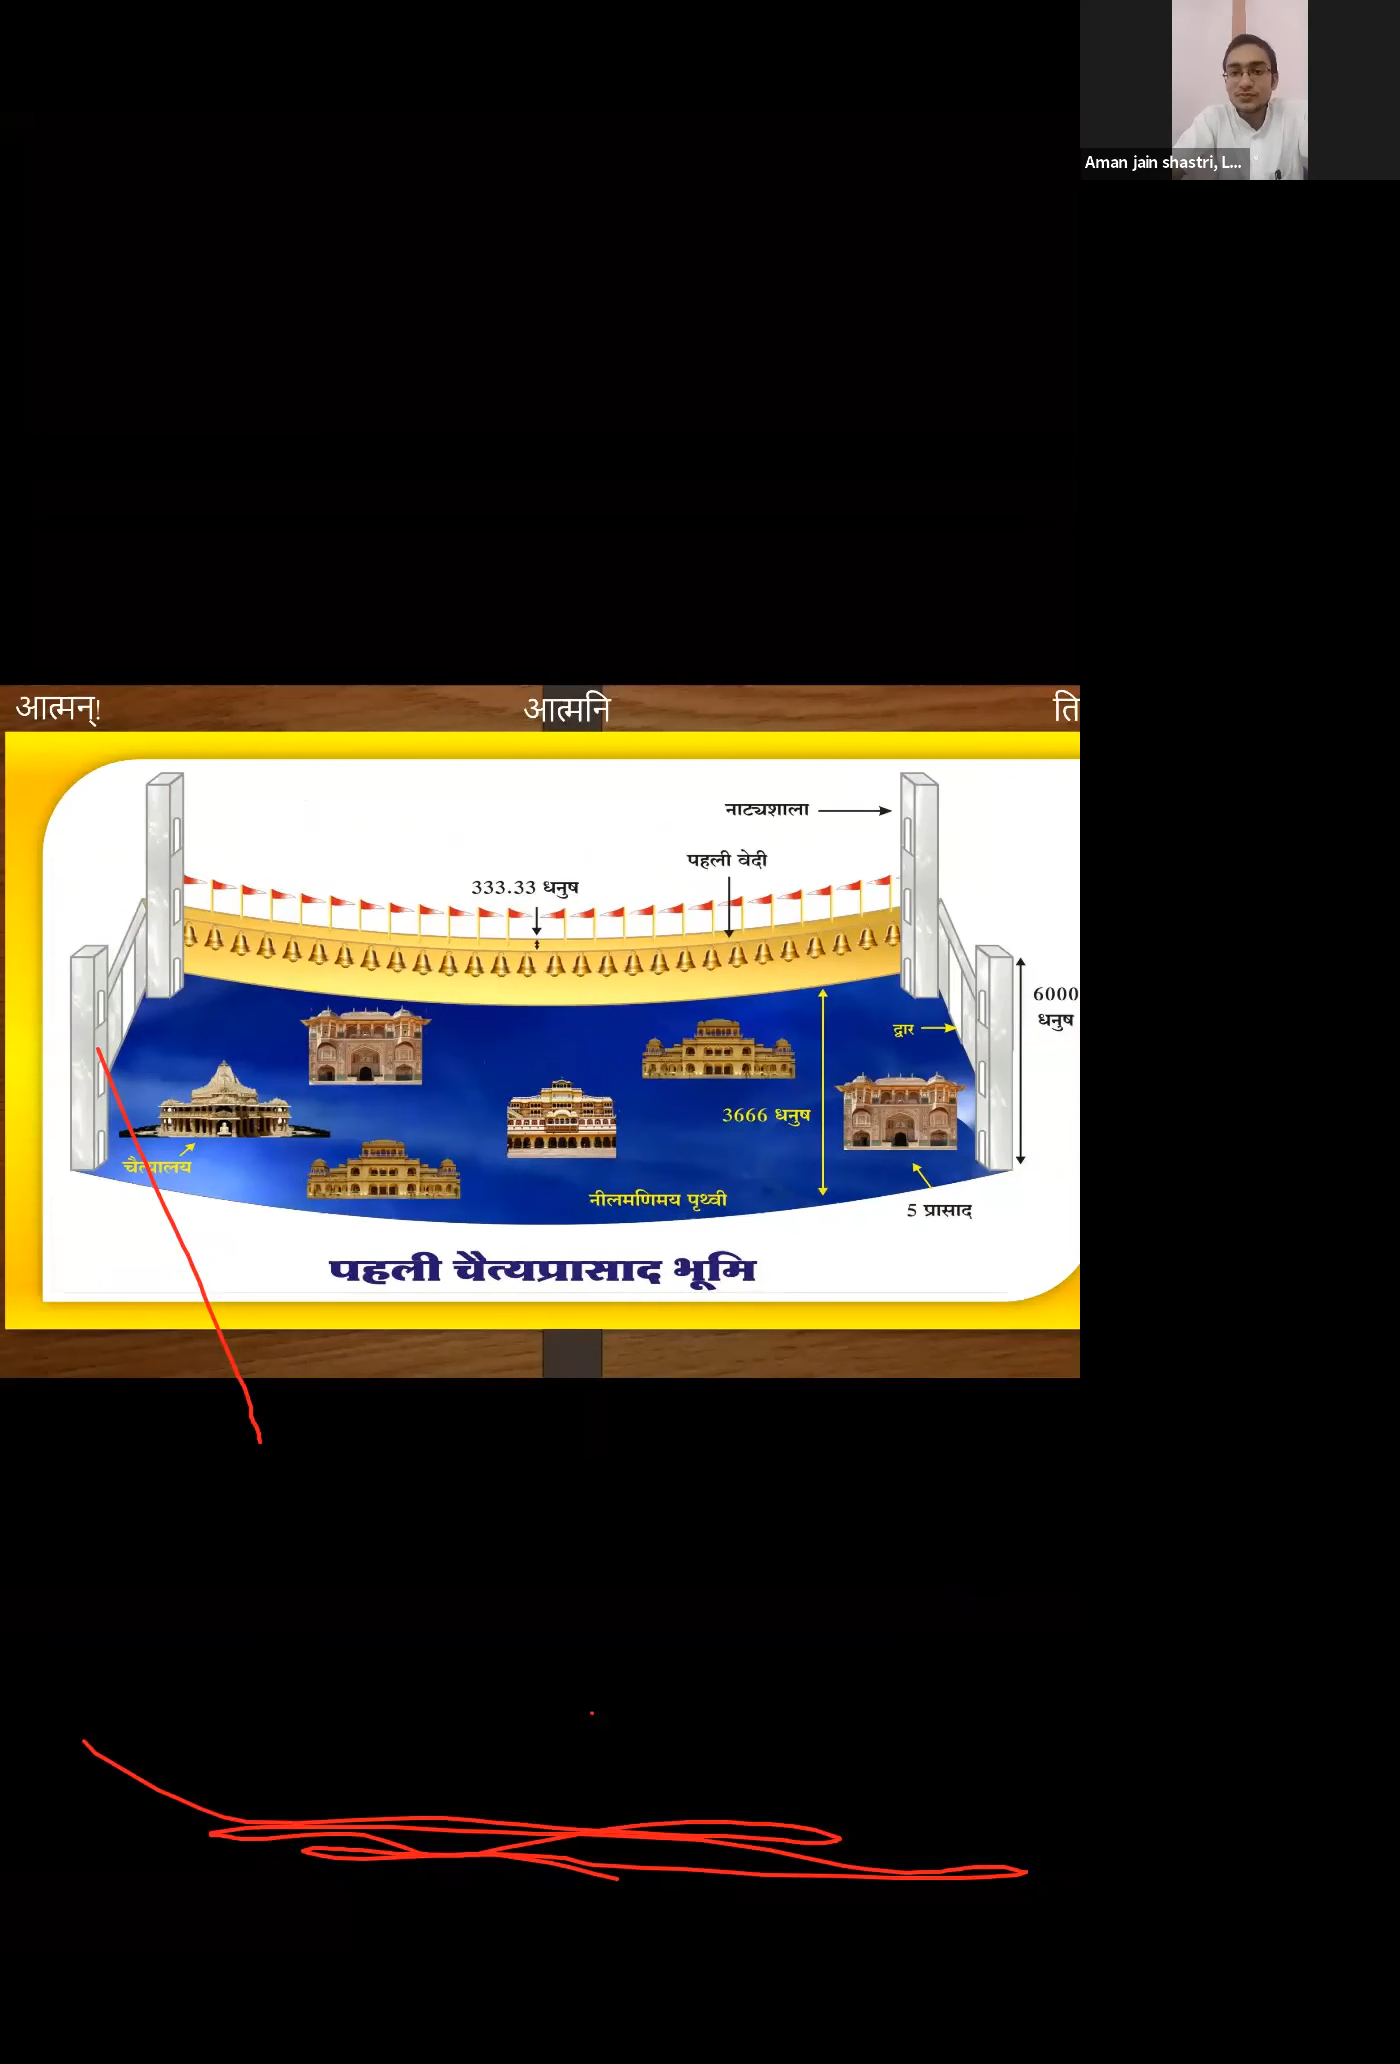 Aman jain shastri, L...
आत्मन्! आत्मनि ति
नाट्यशाला
पहली वेदी
333.33 धनुष
6000
धनुष
द्वार
3666 धनुष
चैत्यालय
नीलमणिमय पृथ्वी
5 प्रासाद
पहली चैत्यप्रासाद भूमि